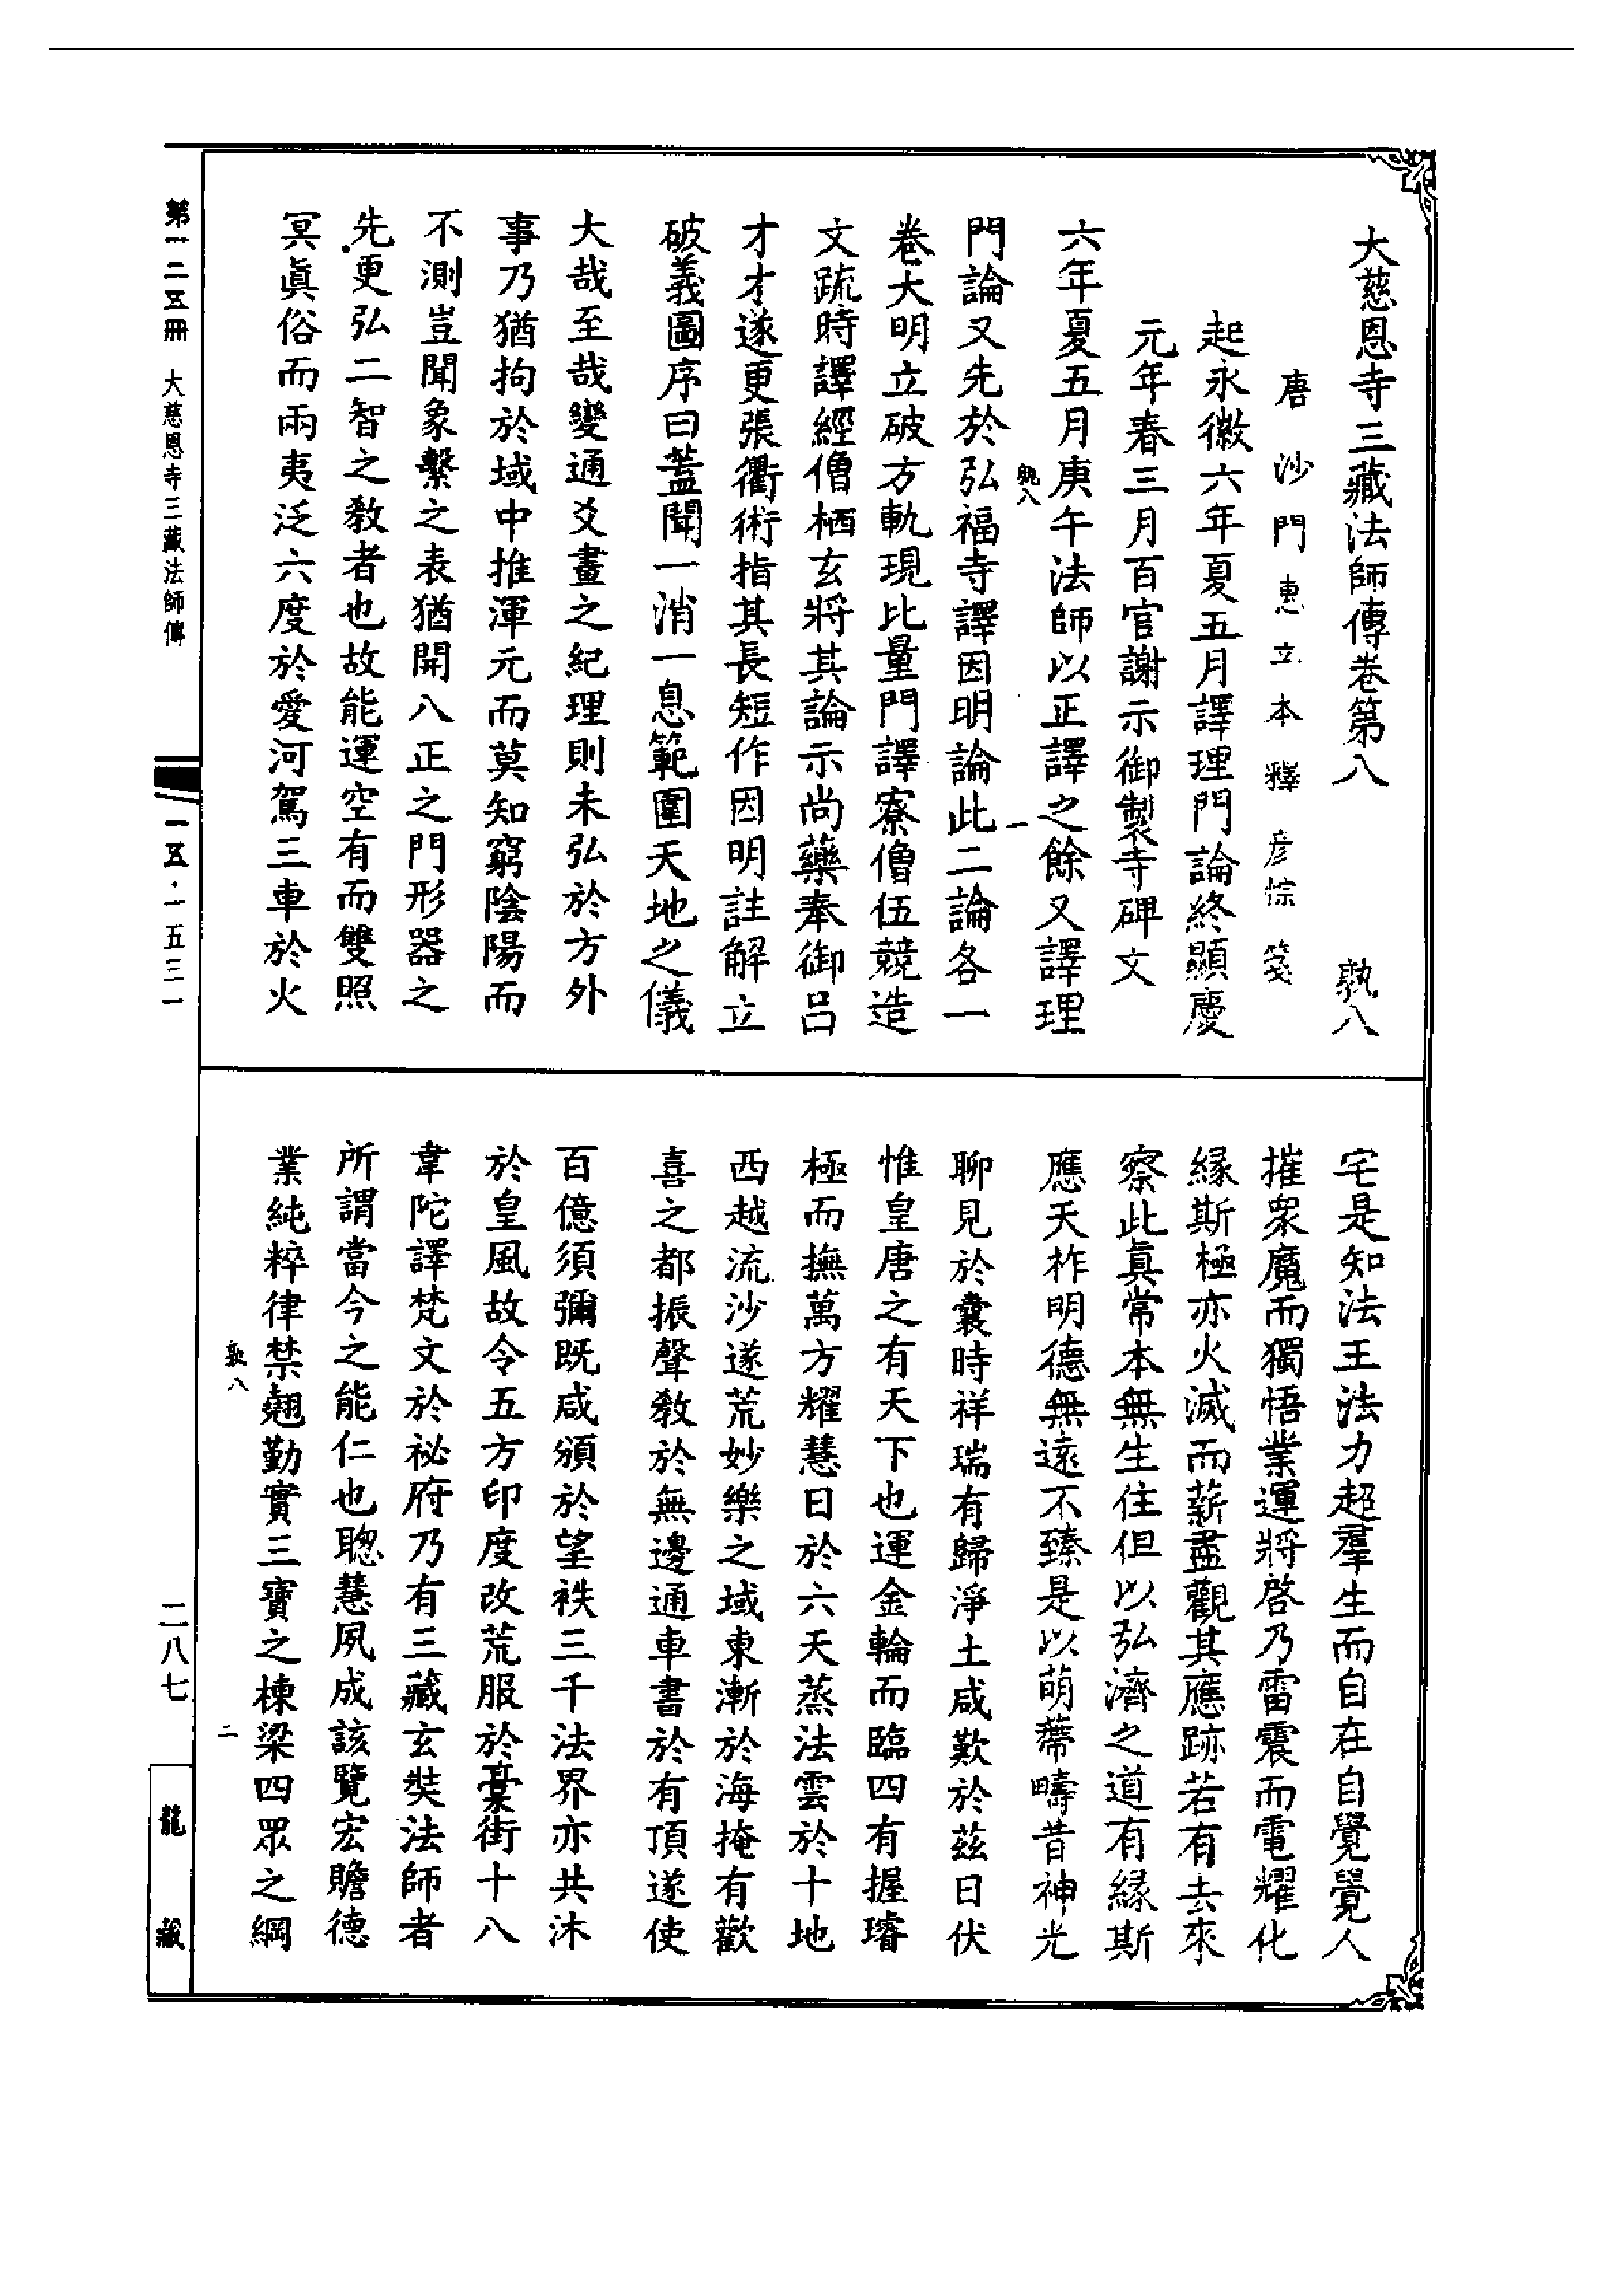 大慈恩寺三藏法師傳卷第八　執八
唐沙門惠立本釋彥悰箋
起永徽六年夏五月譯理門論終顯慶
元年春三月百官謝示御製寺碑文
六年夏五月庚午法師以正譯之餘又譯理
執八　一
門論又先於弘福寺譯因明論此二論各一
卷大明立破方軌現比量門譯寮僧伍競造
文疏時譯經僧栖玄將其論示尚藥奉御呂
才才遂更張衢術指其長短作因明註解立
破義圖序曰蓋聞一消一息範圍天地之儀
大哉至哉變通爻畫之紀理則未弘於方外
事乃猶拘於域中推渾元而莫知窮陰陽而
不測豈聞象繫之表猶開八正之門形器之
先更弘二智之教者也故能運空有而雙照
冥眞俗而兩夷泛六度於愛河駕三車於火
宅是知法王法力超羣生而自在自覺覺人
摧眾魔而獨悟業運將啓乃雷震而電耀化
緣斯極亦火滅而薪盡觀其應跡若有去來
察此眞常本無生住但以弘濟之道有緣斯
應天祚明德無遠不臻是以萌蔕疇昔神光
聊見於曩時祥瑞有歸淨土咸歎於茲日伏
惟皇唐之有天下也運金輪而臨四有握璿
極而撫萬方耀慧日於六天蒸法雲於十地
西越流沙遂荒妙樂之域東漸於海掩有歡
喜之都振聲教於無邊通車書於有頂遂使
百億須彌既咸頒於望袟三千法界亦共沐
於皇風故令五方印度改荒服於藁街十八
韋陀譯梵文於祕府乃有三藏玄奘法師者
所謂當今之能仁也聰慧夙成該覽宏贍德
業純粹律禁翹勤實三寶之棟梁四眾之綱
執八　二
第一二五冊　大慈恩寺三藏法師傳　一五·一五三一
二八七　龍藏